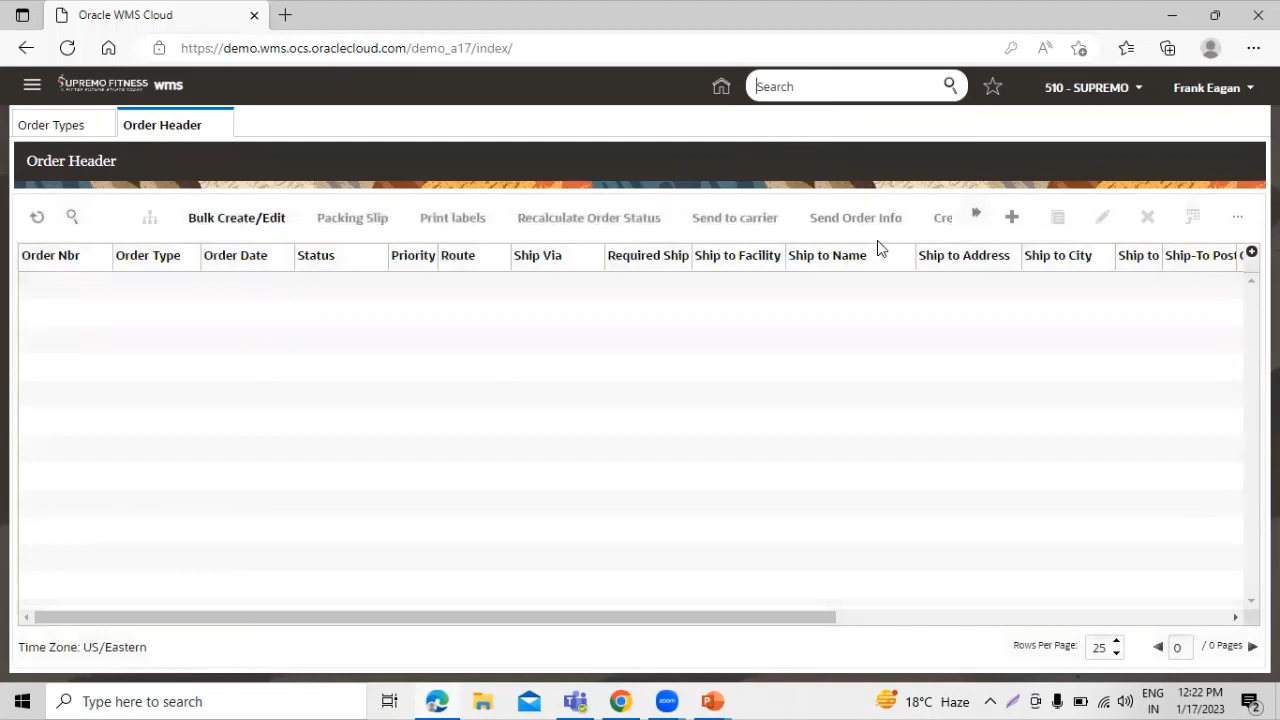 Oracle WMS Cloud
https://demo.wms.ocs.oraclecloud.com/demo_a17/index/
SUPREMO FITNESS wms
Search
510 - SUPREMO
Frank Eagan
Order Types
Order Header
Order Header
Bulk Create/Edit Packing Slip Print labels Recalculate Order Status Send to carrier Send Order Info Cre
Order Nbr Order Type Order Date Status Priority Route Ship Via Required Ship Ship to Facility Ship to Name Ship to Address Ship to City Ship to Ship-To Post
Time Zone: US/Eastern
Rows Per Page: 25
0 / 0 Pages
Type here to search
zoom
18°C Haze
ENG
IN
12:22 PM
1/17/2023
2